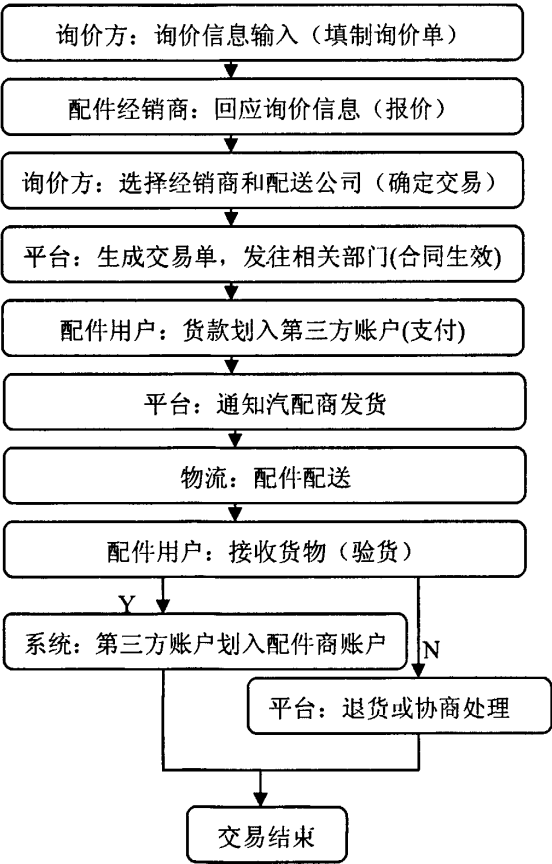 询价方：询价信息输入（填制询价单）
配件经销商：回应询价信息（报价）
询价方：选择经销商和配送公司（确定交易）
平台：生成交易单，发往相关部门(合同生效)
配件用户：货款划入第三方账户(支付)
平台：通知汽配商发货
物流：配件配送
配件用户：接收货物（验货）
Y
系统：第三方账户划入配件商账户
N
平台：退货或协商处理
交易结束